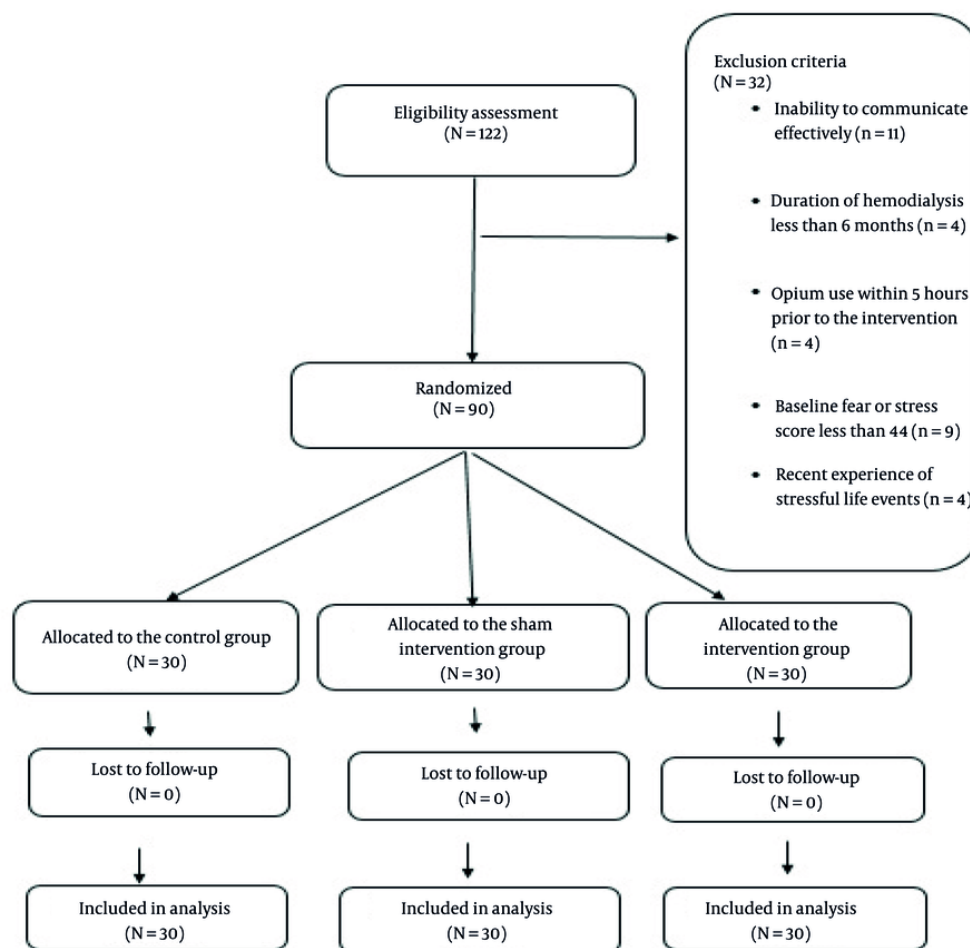 Eligibility assessment
(N = 122)
Exclusion criteria
(N = 32)
• Inability to communicate
effectively (n = 11)
• Duration of hemodialysis
less than 6 months (n = 4)
• Opium use within 5 hours
prior to the intervention
(n = 4)
• Baseline fear or stress
score less than 44 (n = 9)
• Recent experience of
stressful life events (n = 4)
Randomized
(N = 90)
Allocated to the control group
(N = 30)
Allocated to the sham
intervention group
(N = 30)
Allocated to the
intervention group
(N = 30)
Lost to follow-up
(N = 0)
Lost to follow-up
(N = 0)
Lost to follow-up
(N = 0)
Included in analysis
(N = 30)
Included in analysis
(N = 30)
Included in analysis
(N = 30)